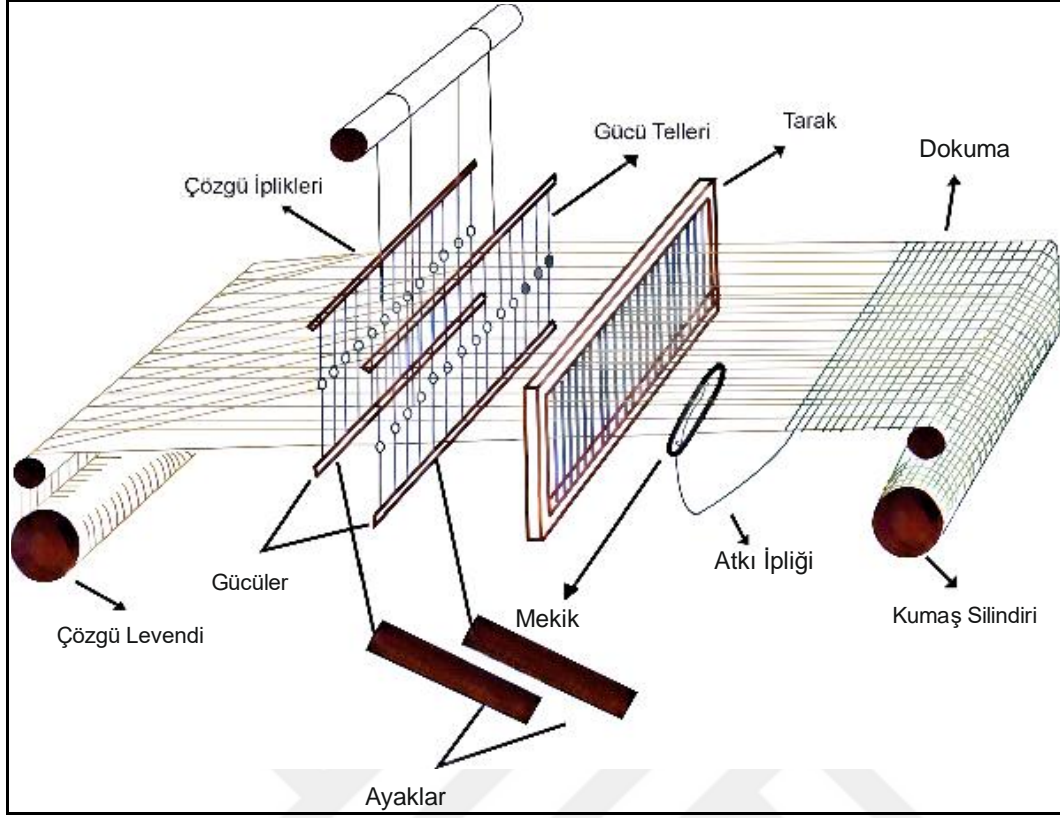 Gücü Telleri
Tarak
Dokuma
Çözgü İplikleri
Atkı İpliği
Gücüler
Mekik
Kumaş Silindiri
Çözgü Levendi
Ayaklar